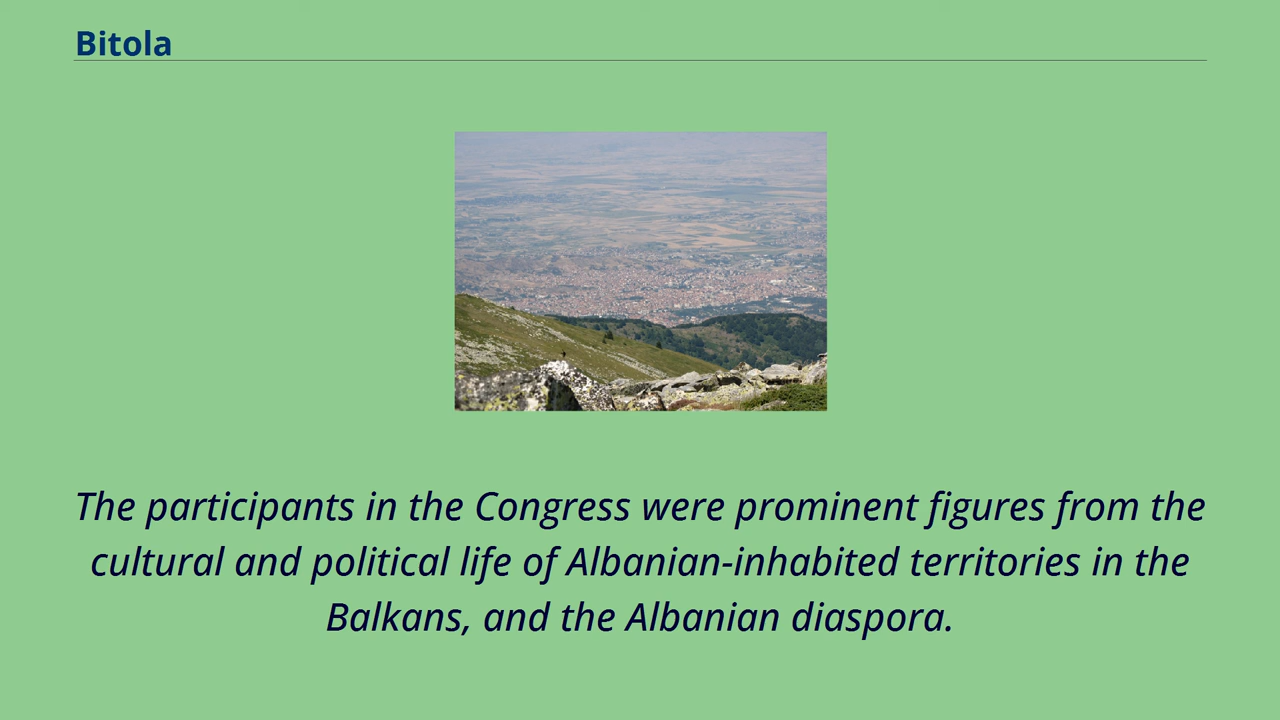 Bitola
The participants in the Congress were prominent figures from the
cultural and political life of Albanian-inhabited territories in the
Balkans, and the Albanian diaspora.